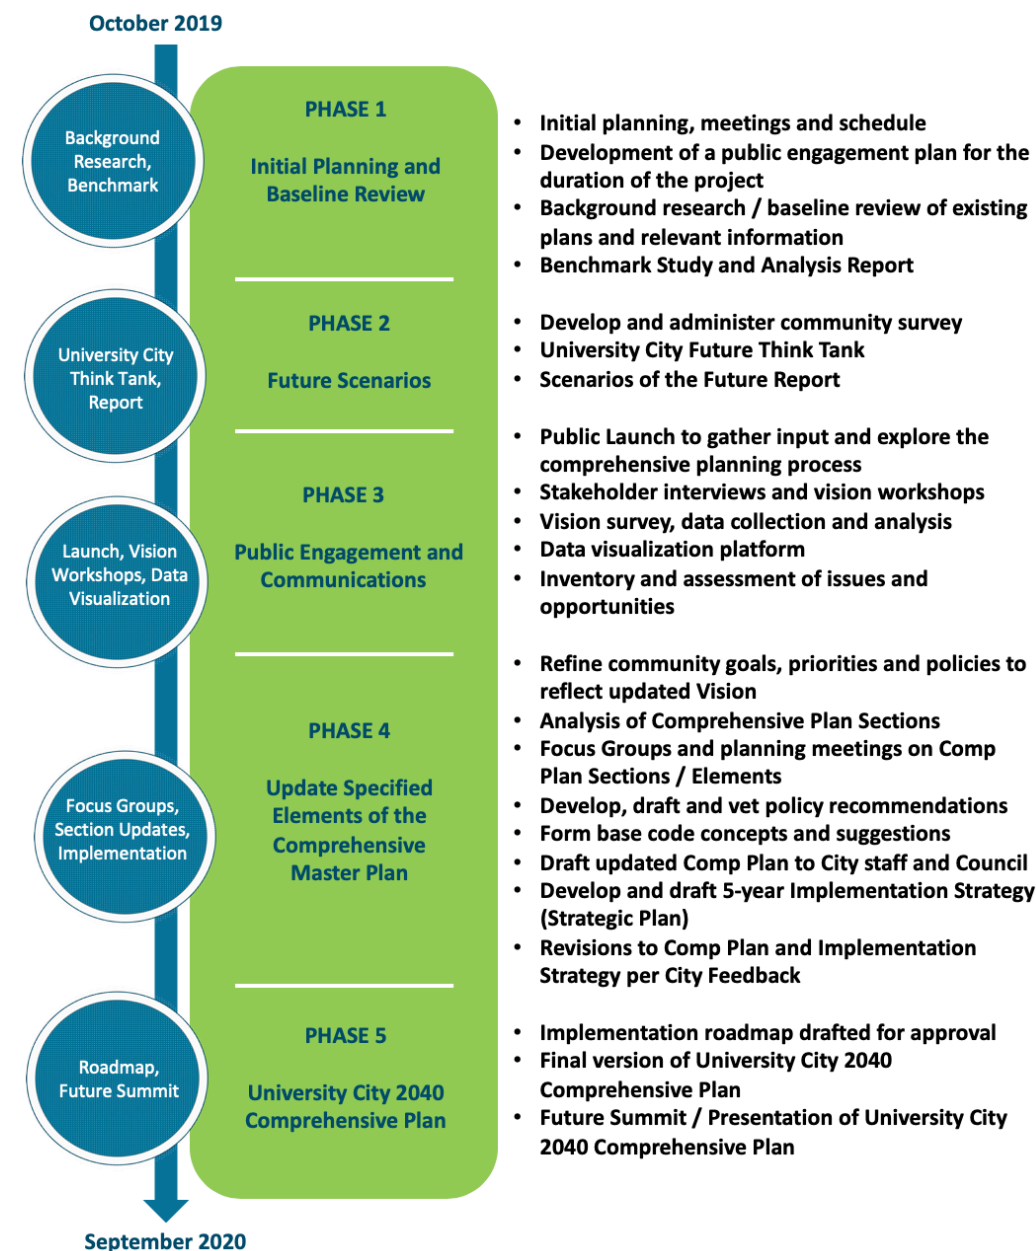 October 2019
Background
Research,
Benchmark
PHASE 1
Initial Planning and
Baseline Review
• Initial planning, meetings and schedule
• Development of a public engagement plan for the
duration of the project
• Background research / baseline review of existing
plans and relevant information
• Benchmark Study and Analysis Report
University City
Think Tank,
Report
PHASE 2
Future Scenarios
• Develop and administer community survey
• University City Future Think Tank
• Scenarios of the Future Report
Launch, Vision
Workshops, Data
Visualization
PHASE 3
Public Engagement and
Communications
• Public Launch to gather input and explore the
comprehensive planning process
• Stakeholder interviews and vision workshops
• Vision survey, data collection and analysis
• Data visualization platform
• Inventory and assessment of issues and
opportunities
Focus Groups,
Section Updates,
Implementation
PHASE 4
Update Specified
Elements of the
Comprehensive
Master Plan
• Refine community goals, priorities and policies to
reflect updated Vision
• Analysis of Comprehensive Plan Sections
• Focus Groups and planning meetings on Comp
Plan Sections / Elements
• Develop, draft and vet policy recommendations
• Form base code concepts and suggestions
• Draft updated Comp Plan to City staff and Council
• Develop and draft 5-year Implementation Strategy
(Strategic Plan)
• Revisions to Comp Plan and Implementation
Strategy per City Feedback
Roadmap,
Future Summit
PHASE 5
University City 2040
Comprehensive Plan
• Implementation roadmap drafted for approval
• Final version of University City 2040
Comprehensive Plan
• Future Summit / Presentation of University City
2040 Comprehensive Plan
September 2020